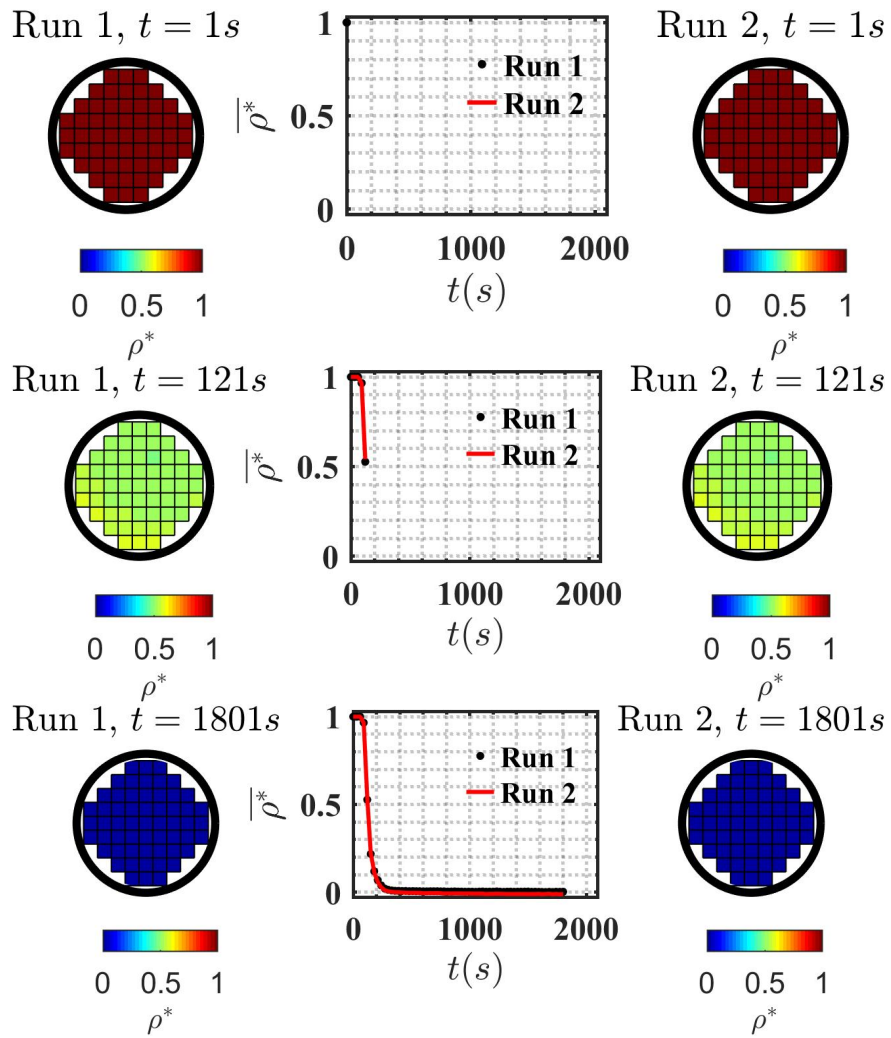 Run 1, t = 1s
1
0.5
0
ρ* (overlined)
Run 1
Run 2
0 1000 2000
t(s)
Run 2, t = 1s
0 0.5 1
ρ*
0 0.5 1
ρ*
Run 1, t = 121s
1
0.5
0
ρ̅*
Run 1
Run 2
0 1000 2000
t(s)
Run 2, t = 121s
0 0.5 1
ρ*
0 0.5 1
ρ*
Run 1, t = 1801s
1
0.5
0
ρ̅*
Run 1
Run 2
0 1000 2000
t(s)
Run 2, t = 1801s
0 0.5 1
ρ*
0 0.5 1
ρ*